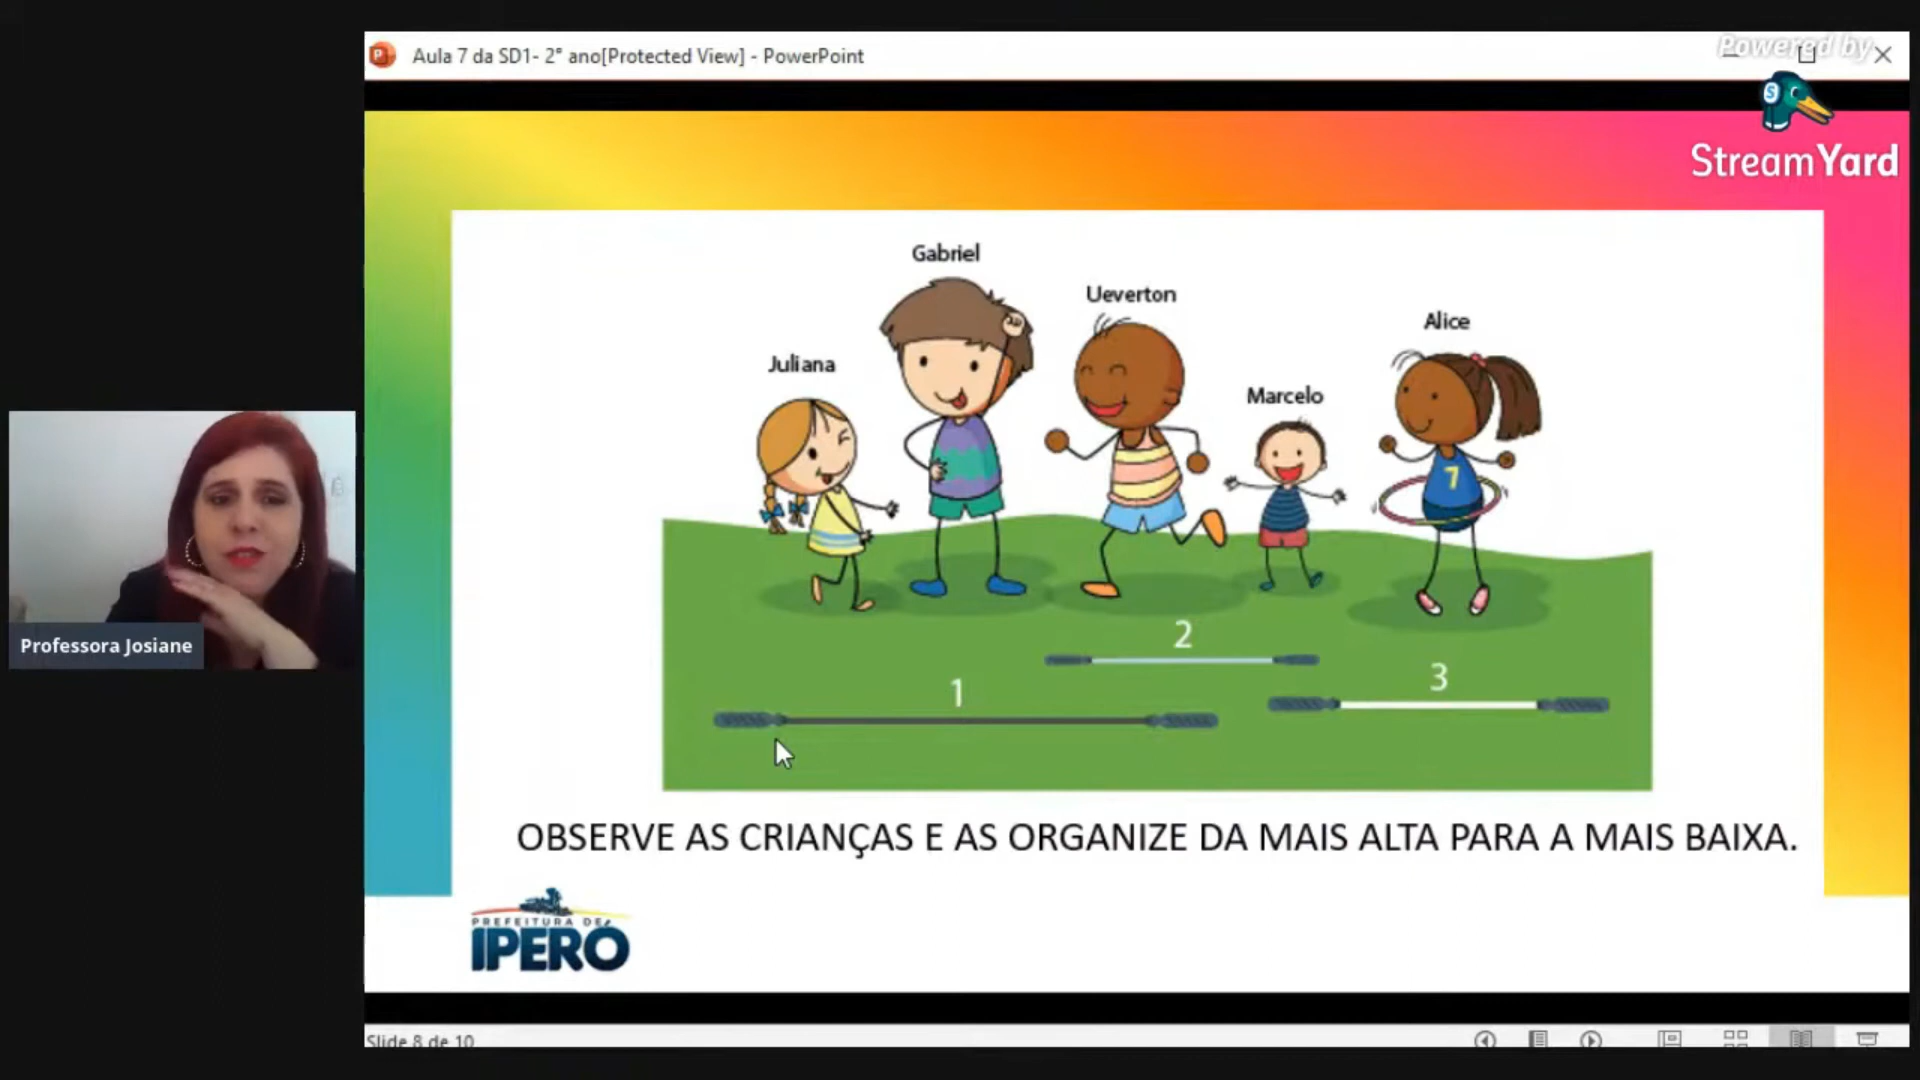 Aula 7 da SD1- 2° ano[Protected View] - PowerPoint
Powered by
StreamYard
Gabriel
Ueverton
Alice
Juliana
Marcelo
7
2
3
1
Professora Josiane
OBSERVE AS CRIANÇAS E AS ORGANIZE DA MAIS ALTA PARA A MAIS BAIXA.
PREFEITURA DE
IPERÓ
Slide 8 de 10